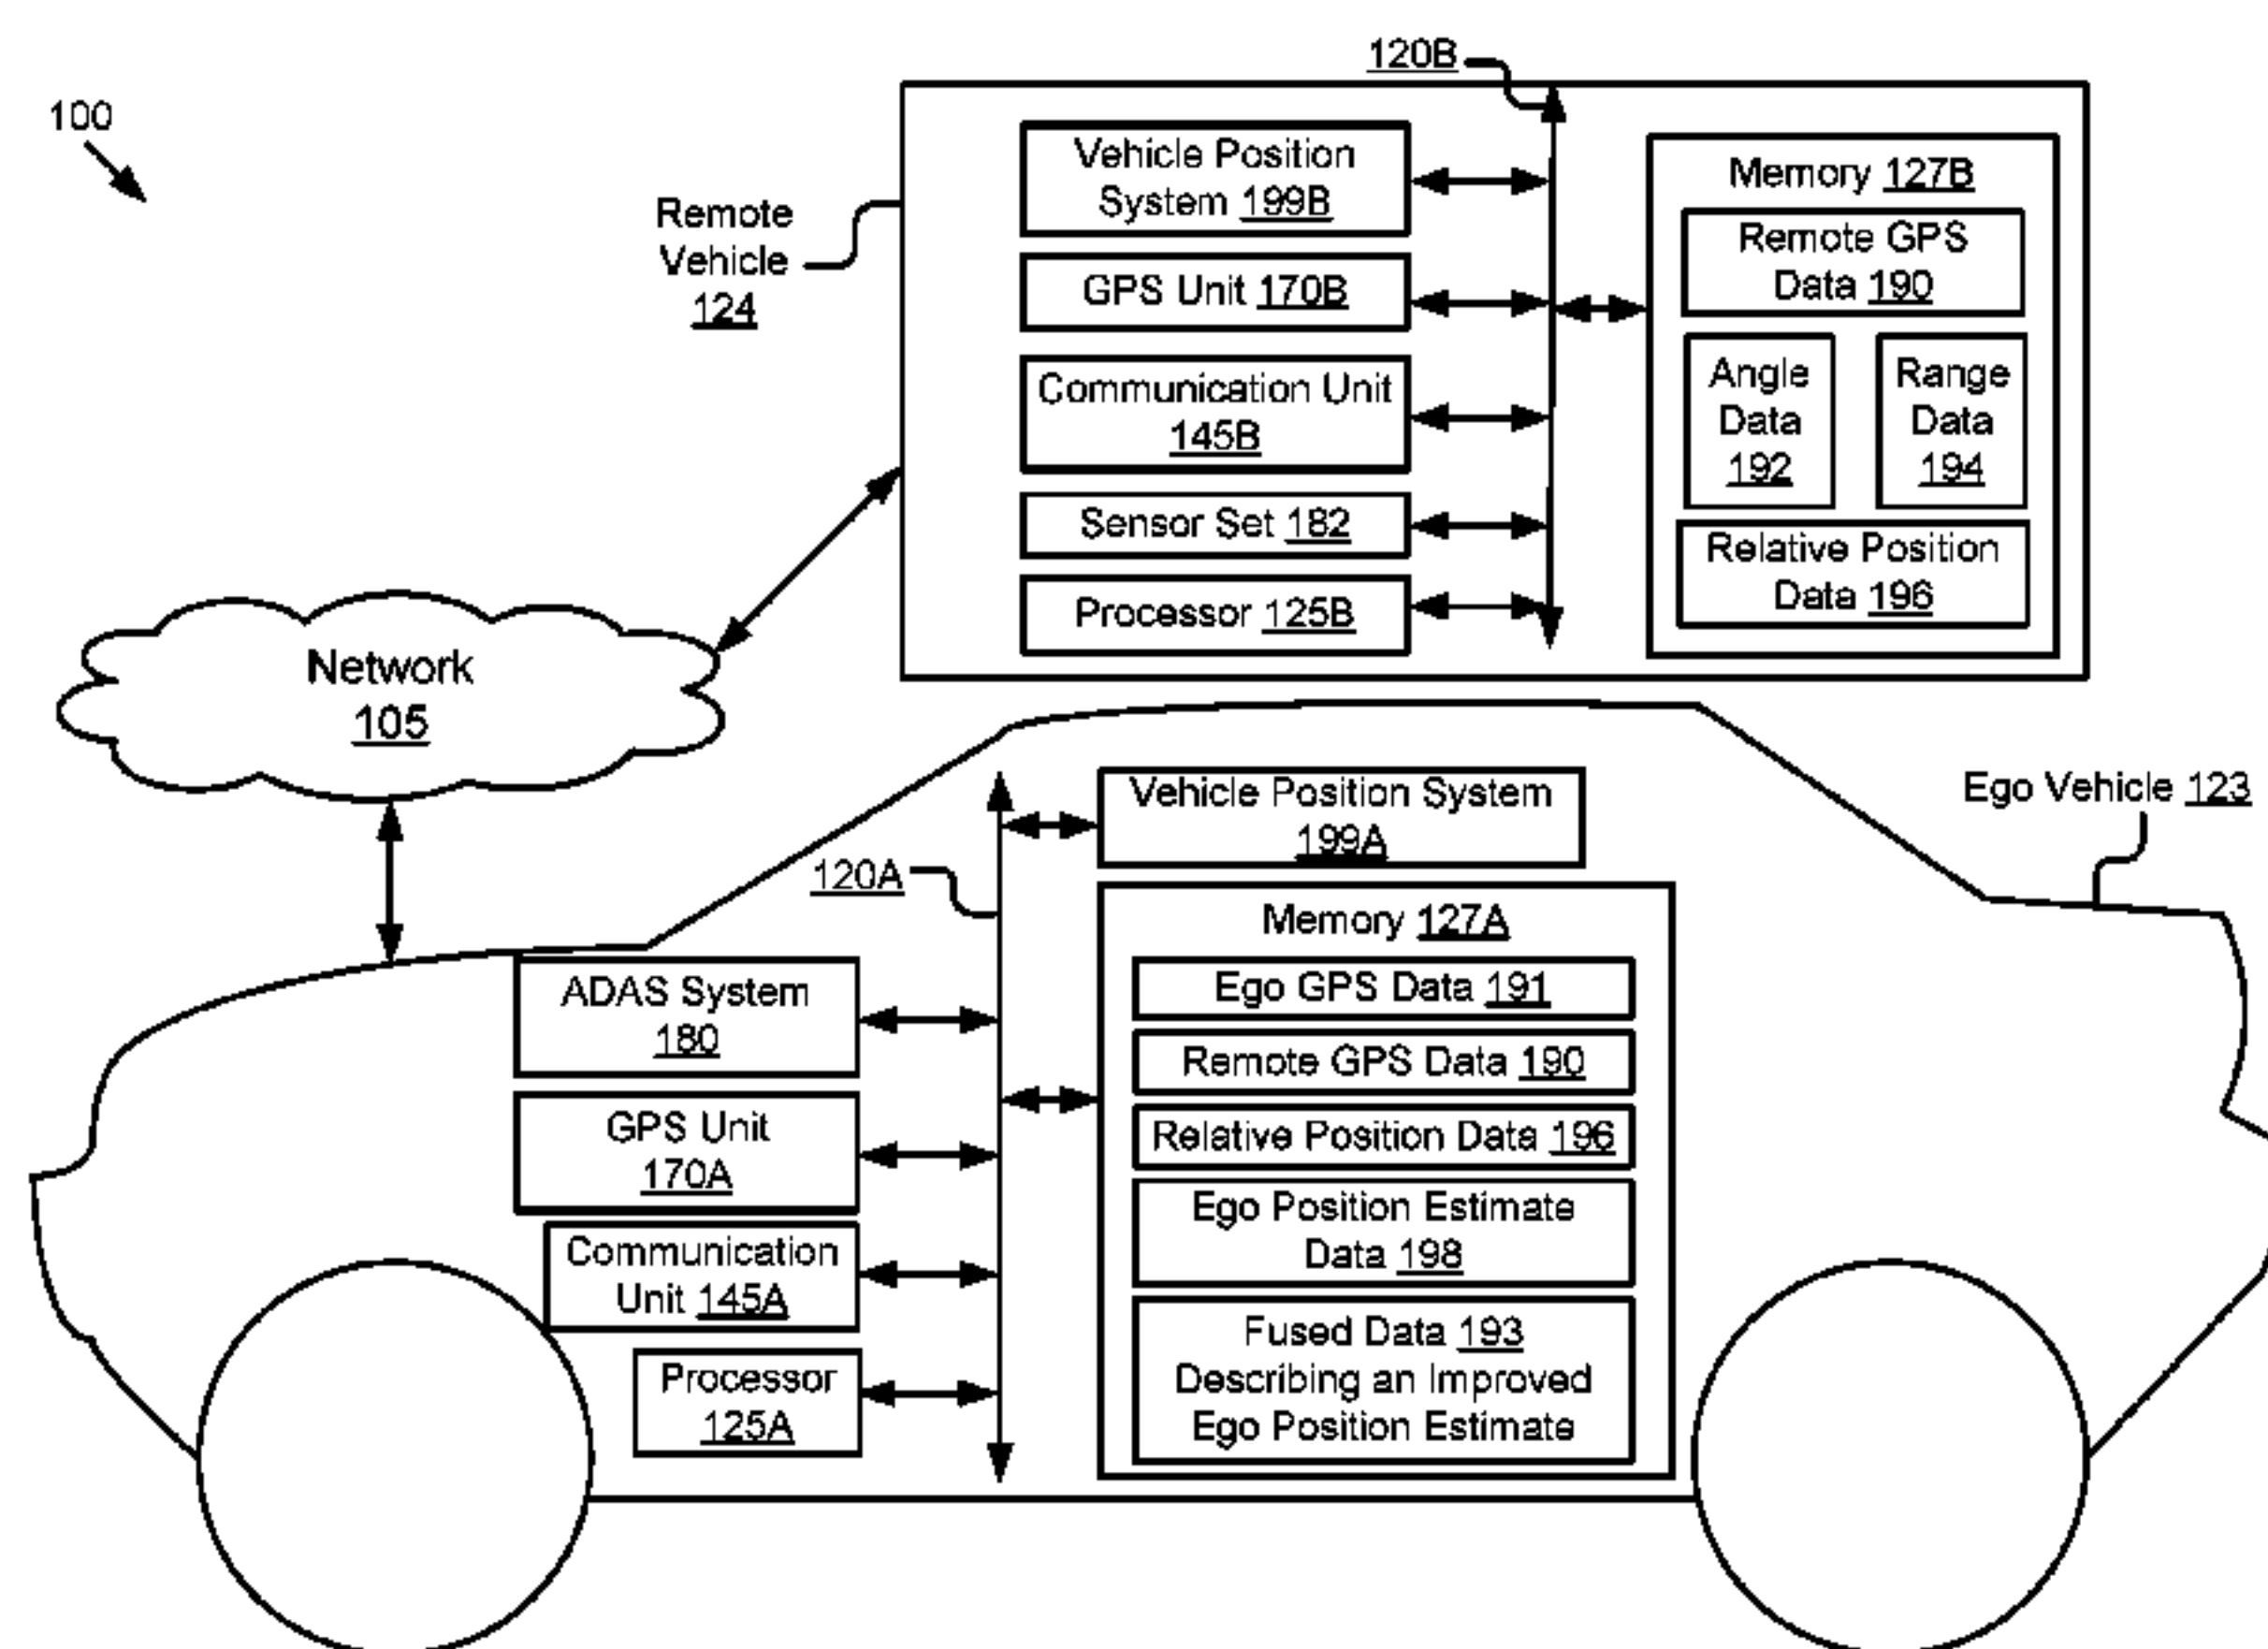 100
120B
Remote
Vehicle
124
Vehicle Position
System 199B
GPS Unit 170B
Communication Unit
145B
Sensor Set 182
Processor 125B
Memory 127B
Remote GPS
Data 190
Angle
Data
192
Range
Data
194
Relative Position
Data 196
Network
105
Ego Vehicle 123
120A
Vehicle Position System
199A
ADAS System
180
GPS Unit
170A
Communication
Unit 145A
Processor
125A
Memory 127A
Ego GPS Data 191
Remote GPS Data 190
Relative Position Data 196
Ego Position Estimate
Data 198
Fused Data 193
Describing an Improved
Ego Position Estimate